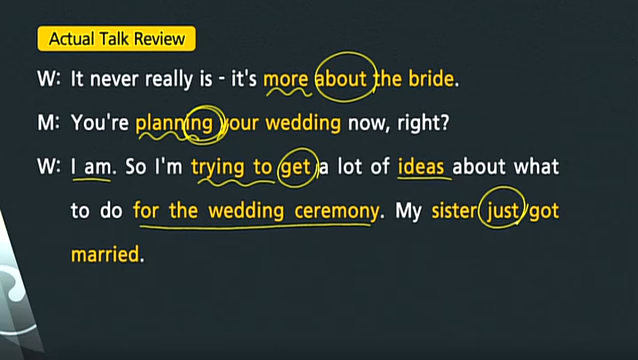 Actual Talk Review
W: It never really is - it's more about the bride.
M: You're planning your wedding now, right?
W: I am. So I'm trying to get a lot of ideas about what
to do for the wedding ceremony. My sister just got
married.